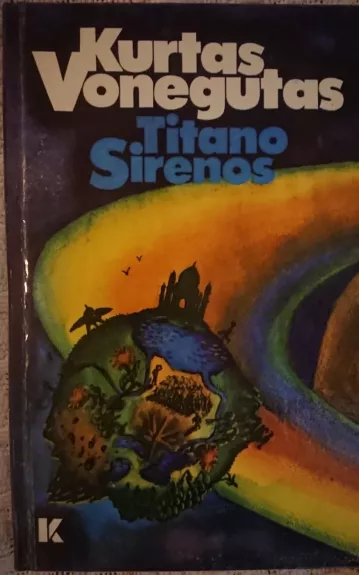 Kurtas
Vonegutas
Titano
Sirenos
K